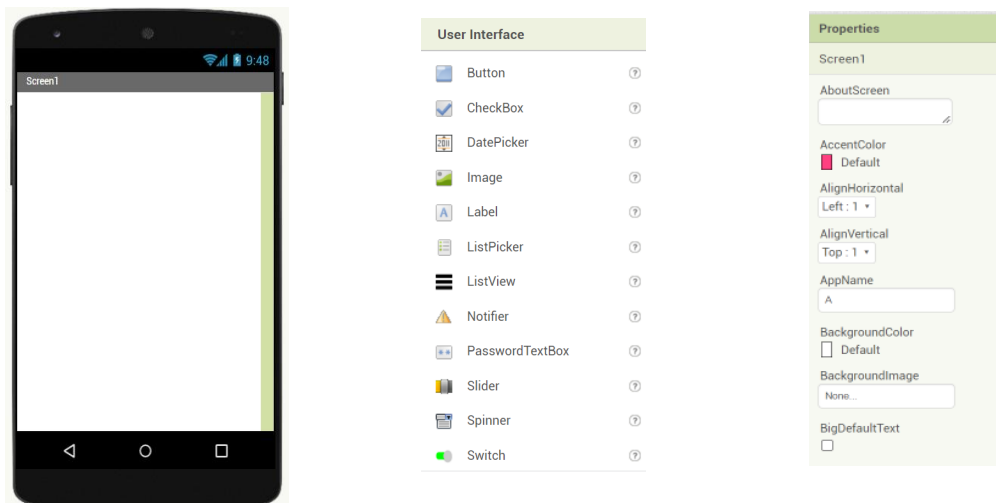 9:48
Screen1
User Interface
Button
CheckBox
DatePicker
Image
Label
ListPicker
ListView
Notifier
PasswordTextBox
Slider
Spinner
Switch
Properties
Screen1
AboutScreen
AccentColor
Default
AlignHorizontal
Left : 1
AlignVertical
Top : 1
AppName
A
BackgroundColor
Default
BackgroundImage
None...
BigDefaultText